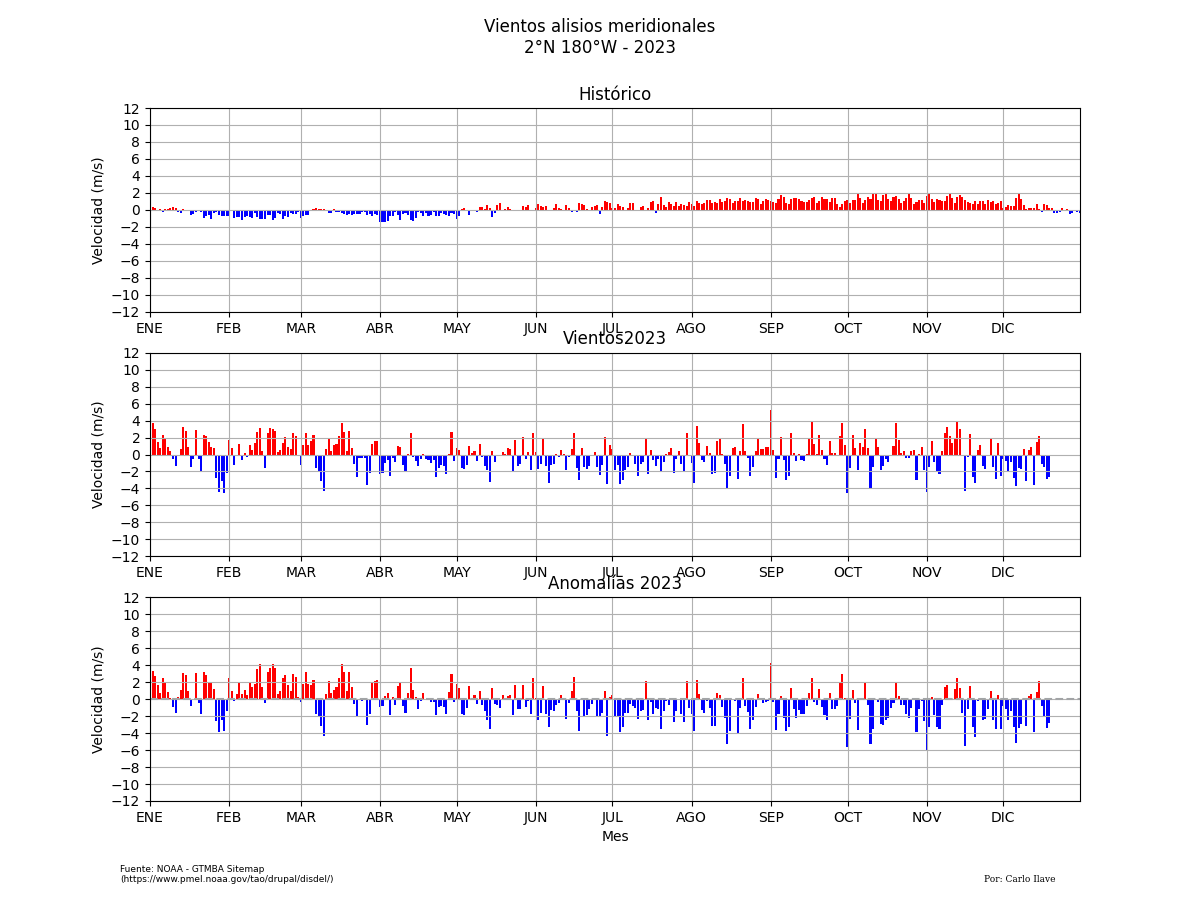 Vientos alisios meridionales
2°N 180°W - 2023
Histórico
12
10
8
6
4
2
0
−2
−4
−6
−8
−10
−12
Velocidad (m/s)
ENE FEB MAR ABR MAY JUN JUL AGO SEP OCT NOV DIC
Vientos2023
12
10
8
6
4
2
0
−2
−4
−6
−8
−10
−12
Velocidad (m/s)
ENE FEB MAR ABR MAY JUN JUL AGO SEP OCT NOV DIC
Anomalías 2023
12
10
8
6
4
2
0
−2
−4
−6
−8
−10
−12
Velocidad (m/s)
ENE FEB MAR ABR MAY JUN JUL AGO SEP OCT NOV DIC
Mes
Fuente: NOAA - GTMBA Sitemap
(https://www.pmel.noaa.gov/tao/drupal/disdel/)
Por: Carlo Ilave